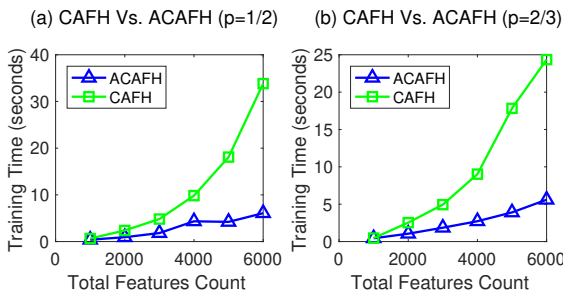 (a) CAFH Vs. ACAFH (p=1/2)
40
30
20
10
0
Training Time (seconds)
ACAFH
CAFH
0 2000 4000 6000
Total Features Count
(b) CAFH Vs. ACAFH (p=2/3)
25
20
15
10
5
0
Training Time (seconds)
ACAFH
CAFH
0 2000 4000 6000
Total Features Count